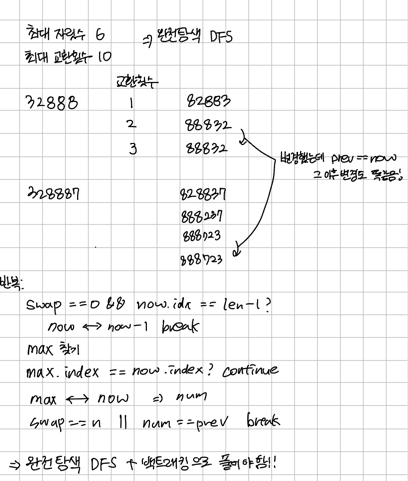 최대 자릿수 6 ⇒ 완전탐색 DFS
최대 교환횟수 10
교환횟수
32888 1 82883
2 88832
3 88832
변경했는데 prev == now
그 이후 변경도 똑같음!
328887 828837
888237
888723
888723
반복:
swap == 0 && now.idx == len-1?
now ↔ now-1 break
max 찾기
max.index == now.index? continue
max ↔ now ⇒ num
swap == n || num == prev break
⇒ 완전탐색 DFS + 백트래킹으로 풀어야 함!!